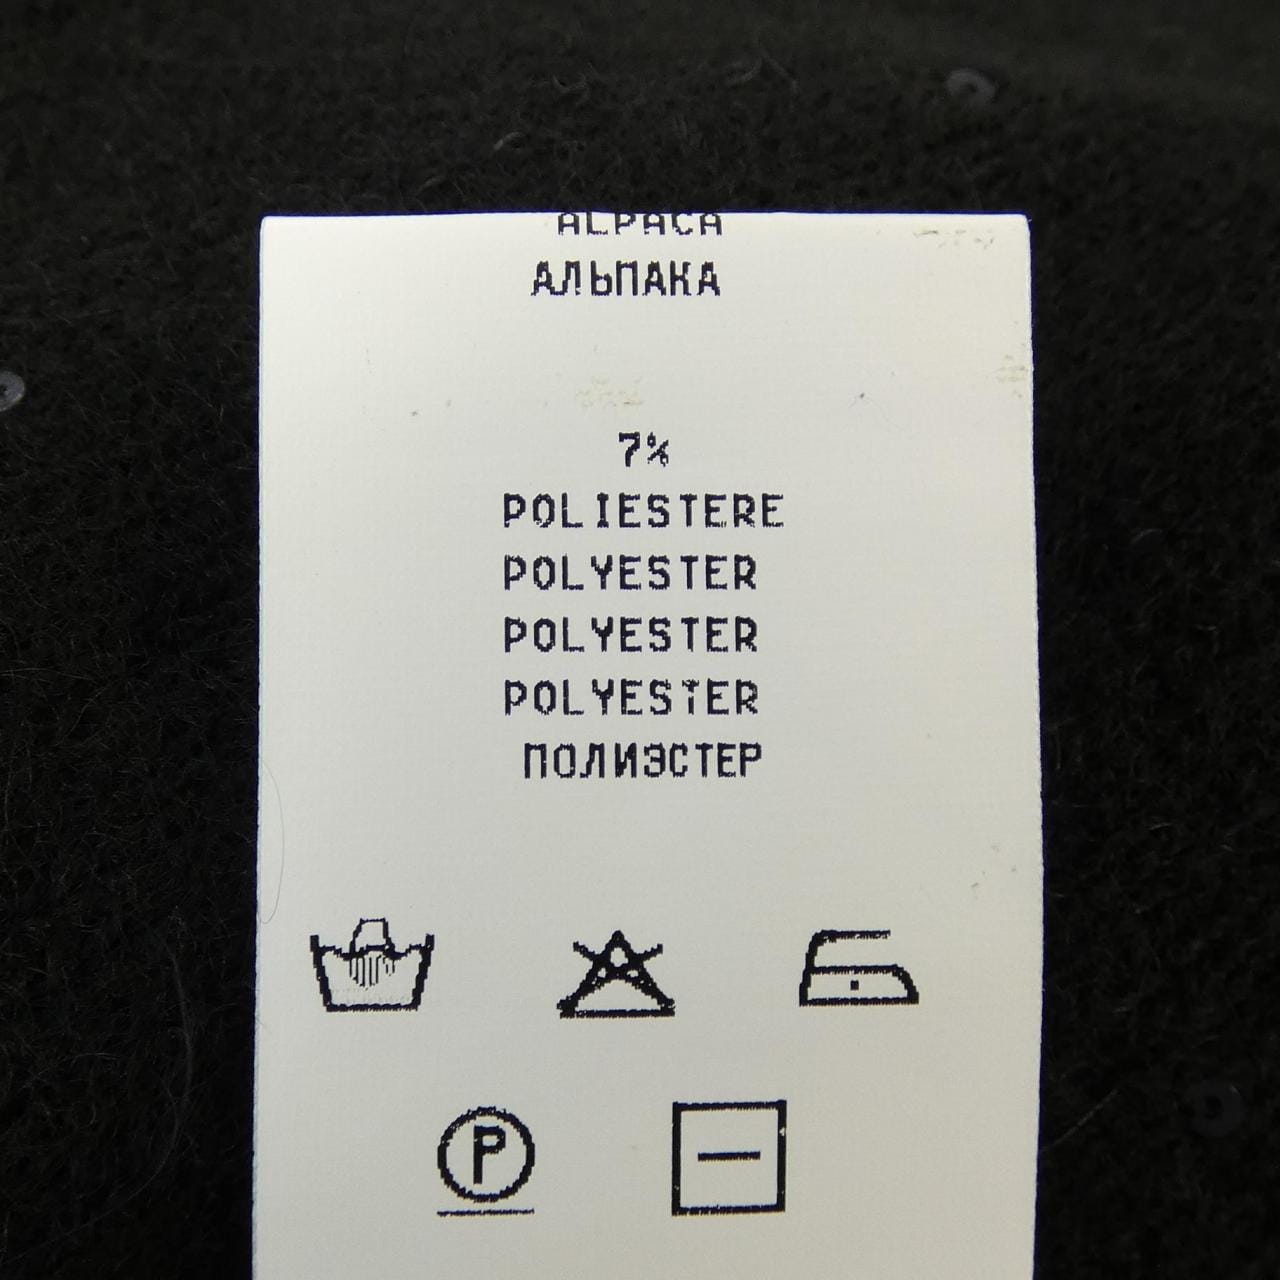 ALPACA
АЛЬПАКА
7%
POLIESTERE
POLYESTER
POLYESTER
POLYESTER
ПОЛИЭСТЕР
P